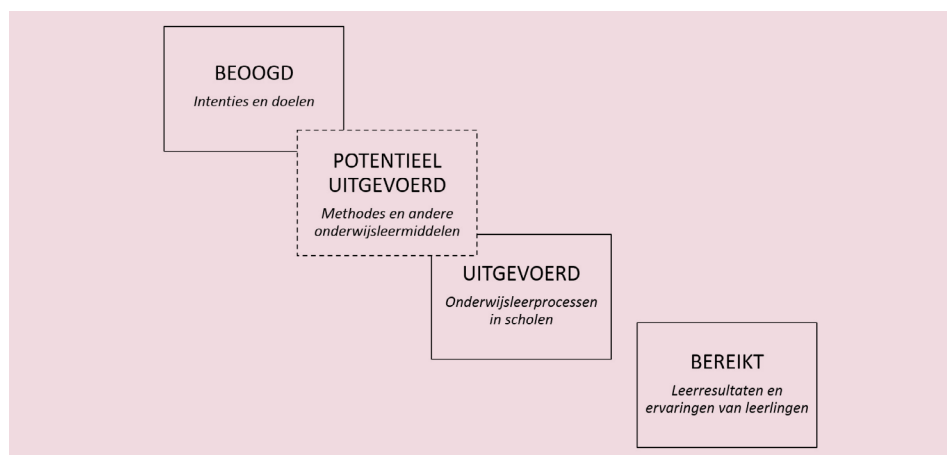 BEOOGD
Intenties en doelen
POTENTIEEL
UITGEVOERD
Methodes en andere
onderwijsleermiddelen
UITGEVOERD
Onderwijsleerprocessen
in scholen
BEREIKT
Leerresultaten en
ervaringen van leerlingen